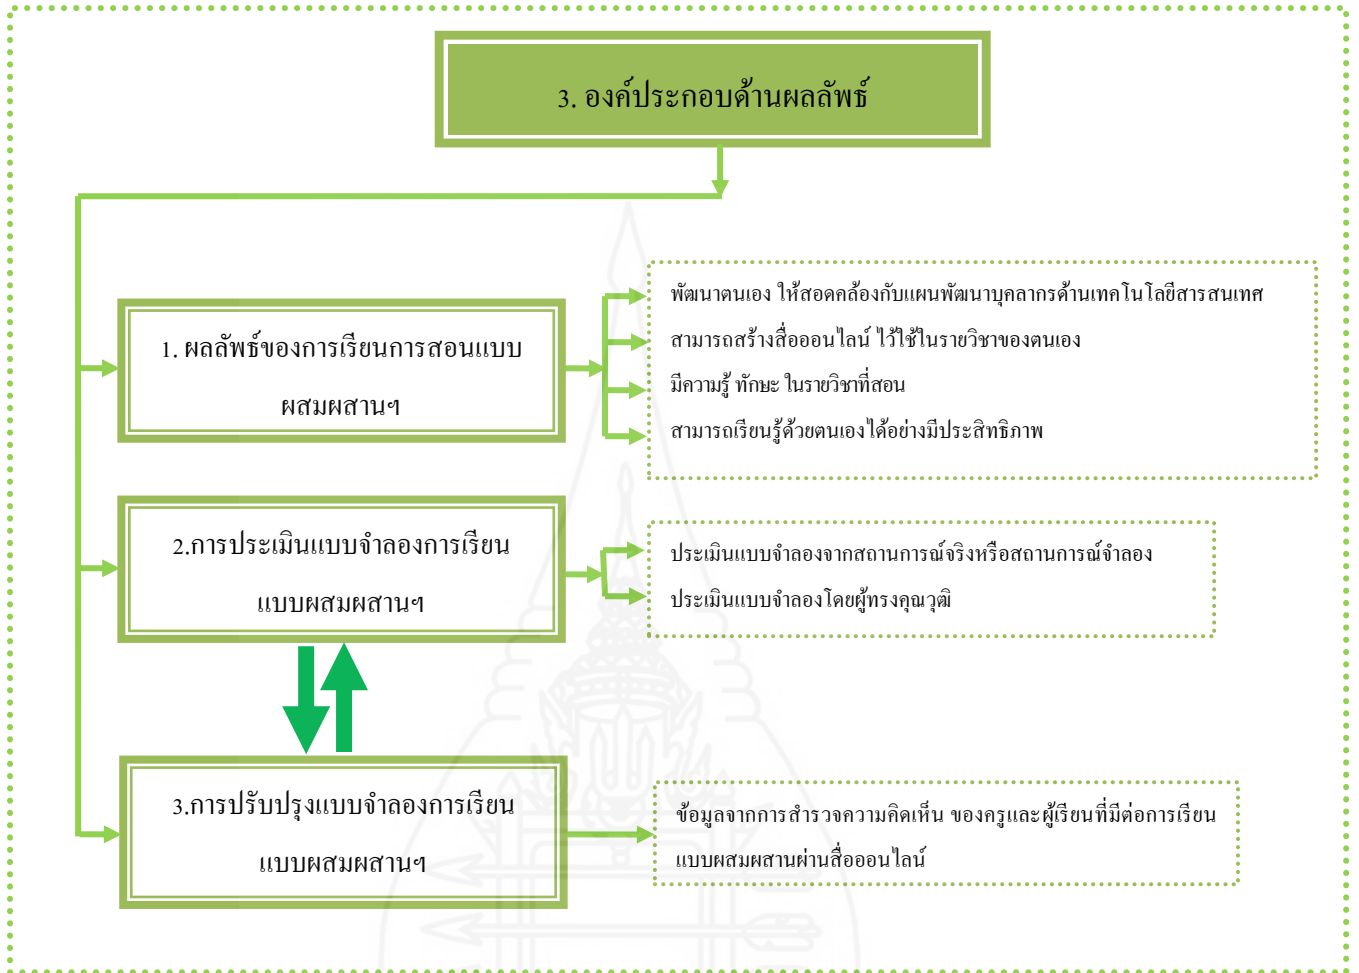 3. องค์ประกอบด้านผลลัพธ์
1. ผลลัพธ์ของการเรียนการสอนแบบ
ผสมผสานฯ
พัฒนาตนเอง ให้สอดคล้องกับแผนพัฒนาบุคลากรด้านเทคโนโลยีสารสนเทศ
สามารถสร้างสื่อออนไลน์ ไว้ใช้ในรายวิชาของตนเอง
มีความรู้ ทักษะ ในรายวิชาที่สอน
สามารถเรียนรู้ด้วยตนเองได้อย่างมีประสิทธิภาพ
2.การประเมินแบบจำลองการเรียน
แบบผสมผสานฯ
ประเมินแบบจำลองจากสถานการณ์จริงหรือสถานการณ์จำลอง
ประเมินแบบจำลองโดยผู้ทรงคุณวุฒิ
3.การปรับปรุงแบบจำลองการเรียน
แบบผสมผสานฯ
ข้อมูลจากการสำรวจความคิดเห็น ของครูและผู้เรียนที่มีต่อการเรียน
แบบผสมผสานผ่านสื่อออนไลน์